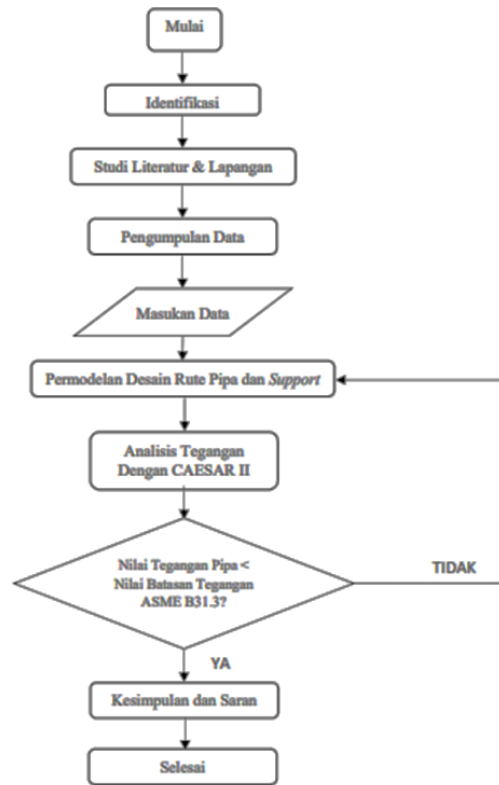 Mulai
Identifikasi
Studi Literatur & Lapangan
Pengumpulan Data
Masukan Data
Permodelan Desain Rute Pipa dan Support
Analisis Tegangan
Dengan CAESAR II
Nilai Tegangan Pipa <
Nilai Batasan Tegangan
ASME B31.3?
TIDAK
YA
Kesimpulan dan Saran
Selesai